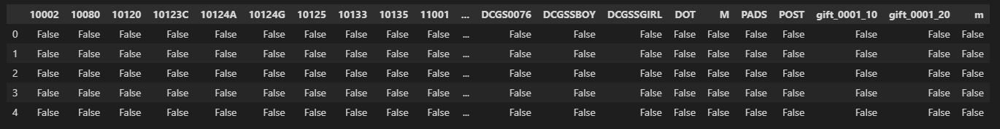 10002 10080 10120 10123C 10124A 10124G 10125 10133 10135 11001 ... DCGS0076 DCGSSBOY DCGSSGIRL DOT M PADS POST gift_0001_10 gift_0001_20 m
0 False False False False False False False False False False ... False False False False False False False False False False
1 False False False False False False False False False False ... False False False False False False False False False False
2 False False False False False False False False False False ... False False False False False False False False False False
3 False False False False False False False False False False ... False False False False False False False False False False
4 False False False False False False False False False False ... False False False False False False False False False False